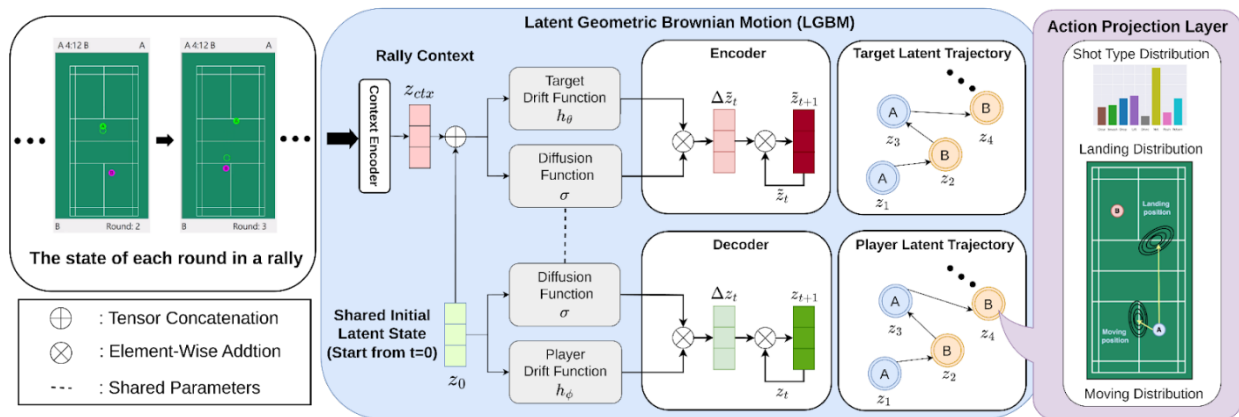 A 4:12 B
A
B
Round: 2
A 4:12 B
A
B
Round: 3
The state of each round in a rally
: Tensor Concatenation
: Element-Wise Addtion
: Shared Parameters
Latent Geometric Brownian Motion (LGBM)
Rally Context
Context Encoder
z_ctx
Shared Initial
Latent State
(Start from t=0)
z_0
Target
Drift Function
h_θ
Diffusion
Function
σ
Diffusion
Function
σ
Player
Drift Function
h_ϕ
Encoder
Δz̃_t
z̃_{t+1}
z̃_t
Decoder
Δz_t
z_{t+1}
z_t
Target Latent Trajectory
A
z_1
B
z_2
A
z_3
B
z_4
Player Latent Trajectory
A
z_1
B
z_2
A
z_3
B
z_4
Action Projection Layer
Shot Type Distribution
Landing Distribution
B
Landing
position
Moving
position
A
Moving Distribution